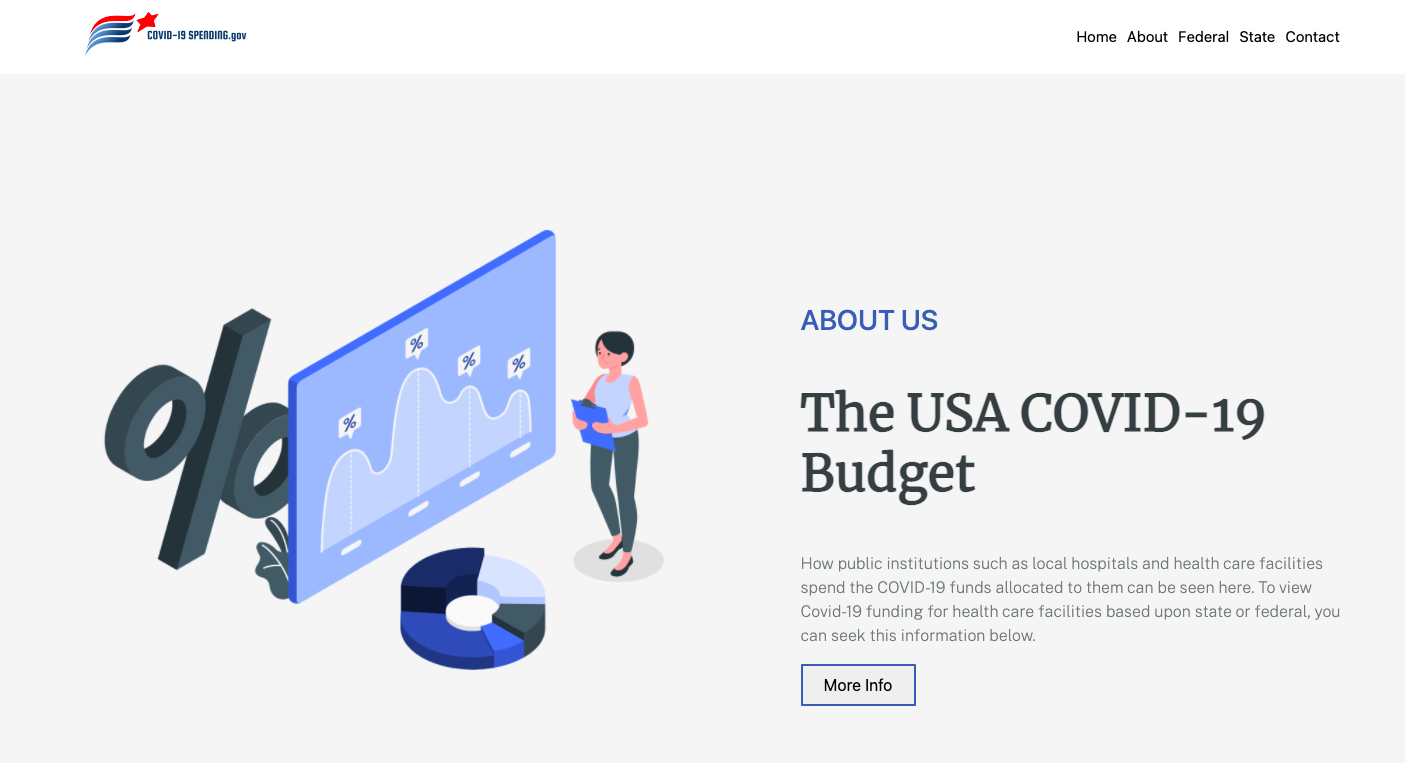 COVID-19 SPENDING.gov
Home About Federal State Contact
%
% % % %
ABOUT US
The USA COVID-19
Budget
How public institutions such as local hospitals and health care facilities
spend the COVID-19 funds allocated to them can be seen here. To view
Covid-19 funding for health care facilities based upon state or federal, you
can seek this information below.
More Info